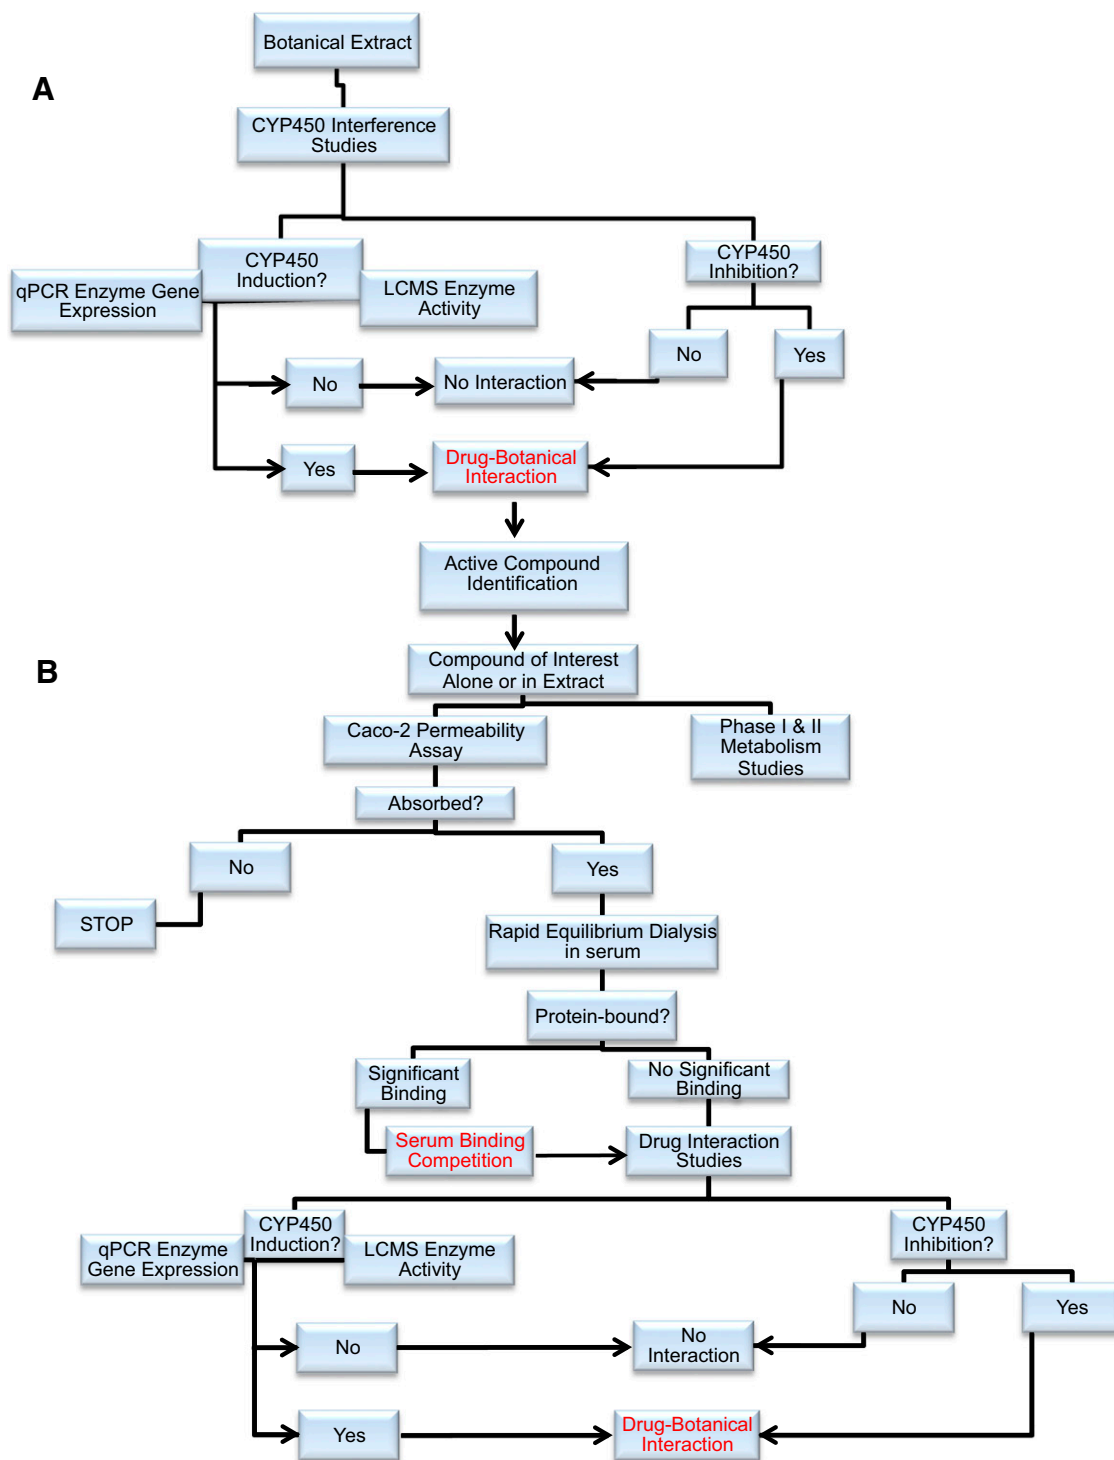 Botanical Extract
A
CYP450 Interference
Studies
CYP450
Induction?
CYP450
Inhibition?
qPCR Enzyme Gene
Expression
LCMS Enzyme
Activity
No
Yes
No
No Interaction
Yes
Drug-Botanical
Interaction
Active Compound
Identification
B
Compound of Interest
Alone or in Extract
Caco-2 Permeability
Assay
Phase I & II
Metabolism
Studies
Absorbed?
No
Yes
STOP
Rapid Equilibrium Dialysis
in serum
Protein-bound?
Significant
Binding
No Significant
Binding
Serum Binding
Competition
Drug Interaction
Studies
CYP450
Induction?
CYP450
Inhibition?
qPCR Enzyme
Gene Expression
LCMS Enzyme
Activity
No
Yes
No
No
Interaction
Yes
Drug-Botanical
Interaction